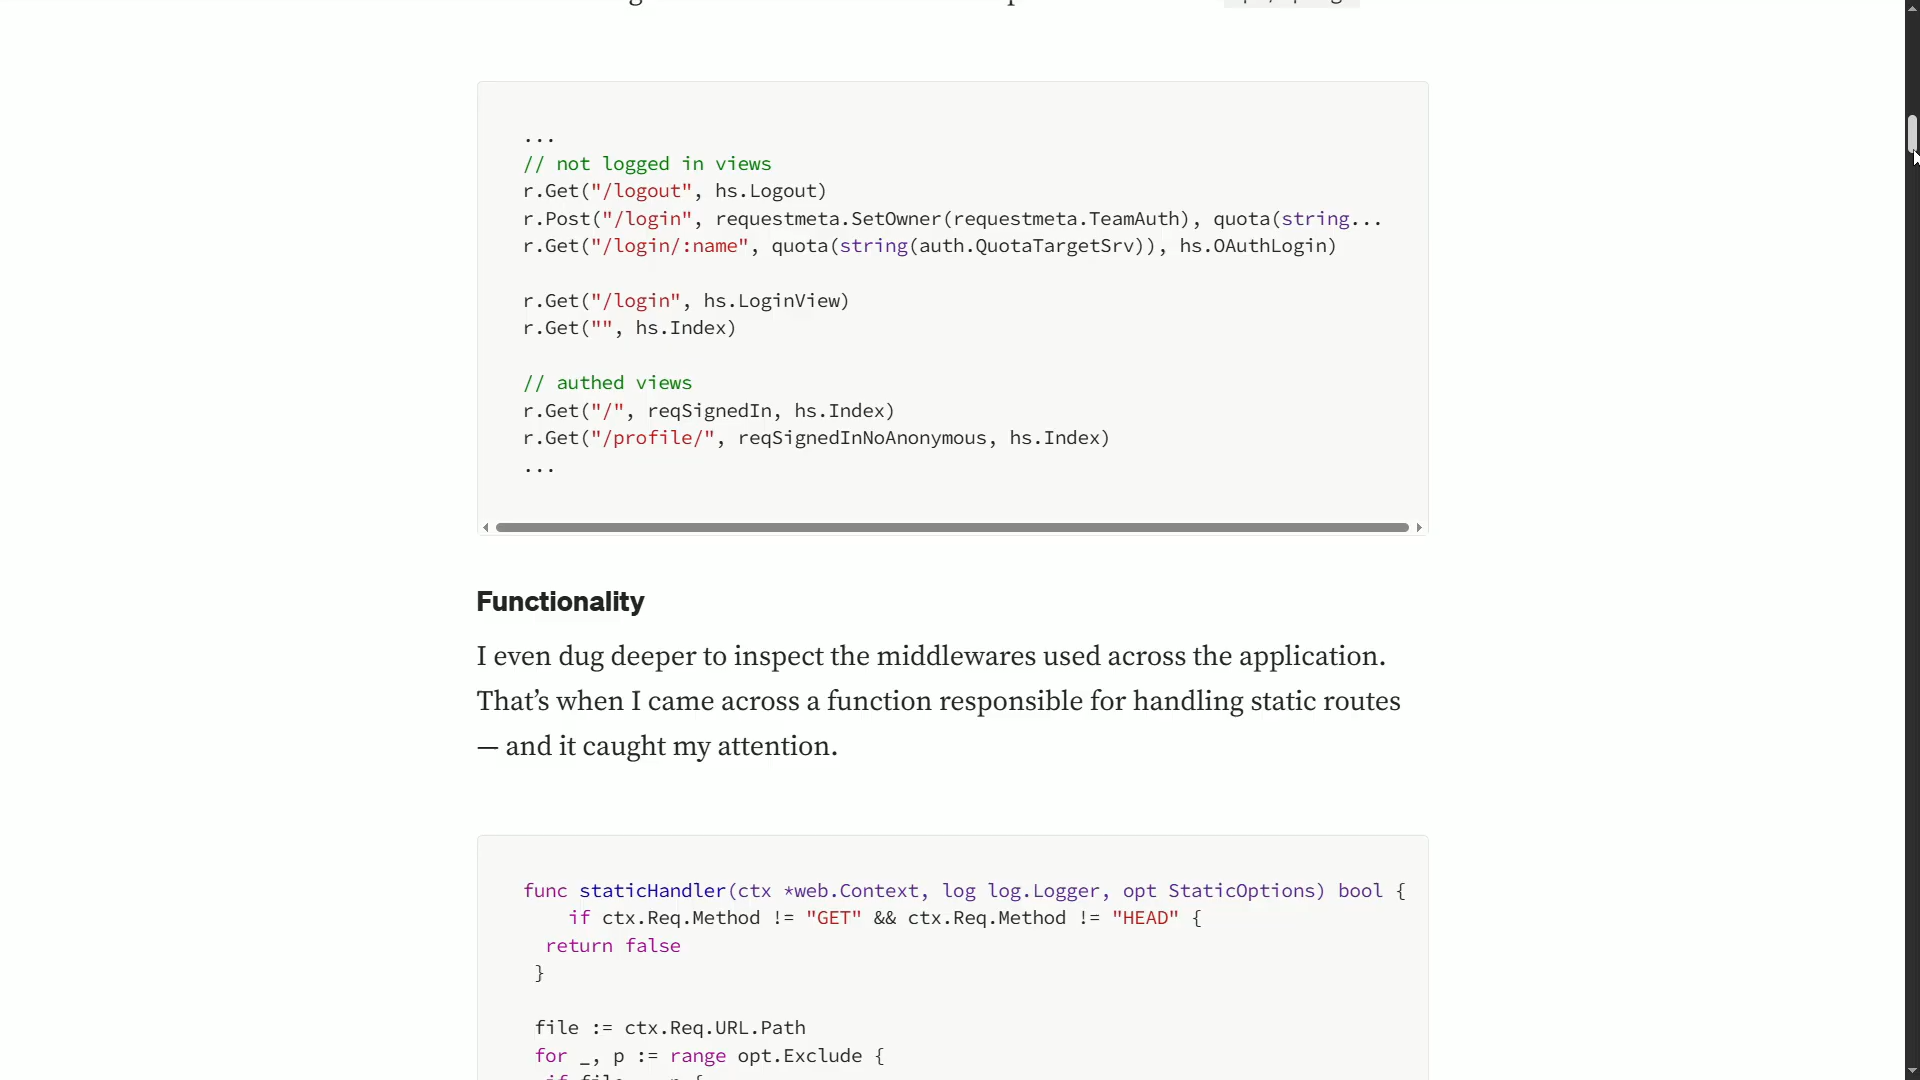 ...
// not logged in views
r.Get("/logout", hs.Logout)
r.Post("/login", requestmeta.SetOwner(requestmeta.TeamAuth), quota(string...
r.Get("/login/:name", quota(string(auth.QuotaTargetSrv)), hs.OAuthLogin)
r.Get("/login", hs.LoginView)
r.Get("", hs.Index)
// authed views
r.Get("/", reqSignedIn, hs.Index)
r.Get("/profile/", reqSignedInNoAnonymous, hs.Index)
...
Functionality
I even dug deeper to inspect the middlewares used across the application.
That’s when I came across a function responsible for handling static routes
— and it caught my attention.
func staticHandler(ctx *web.Context, log log.Logger, opt StaticOptions) bool {
if ctx.Req.Method != "GET" && ctx.Req.Method != "HEAD" {
return false
}
file := ctx.Req.URL.Path
for _, p := range opt.Exclude {